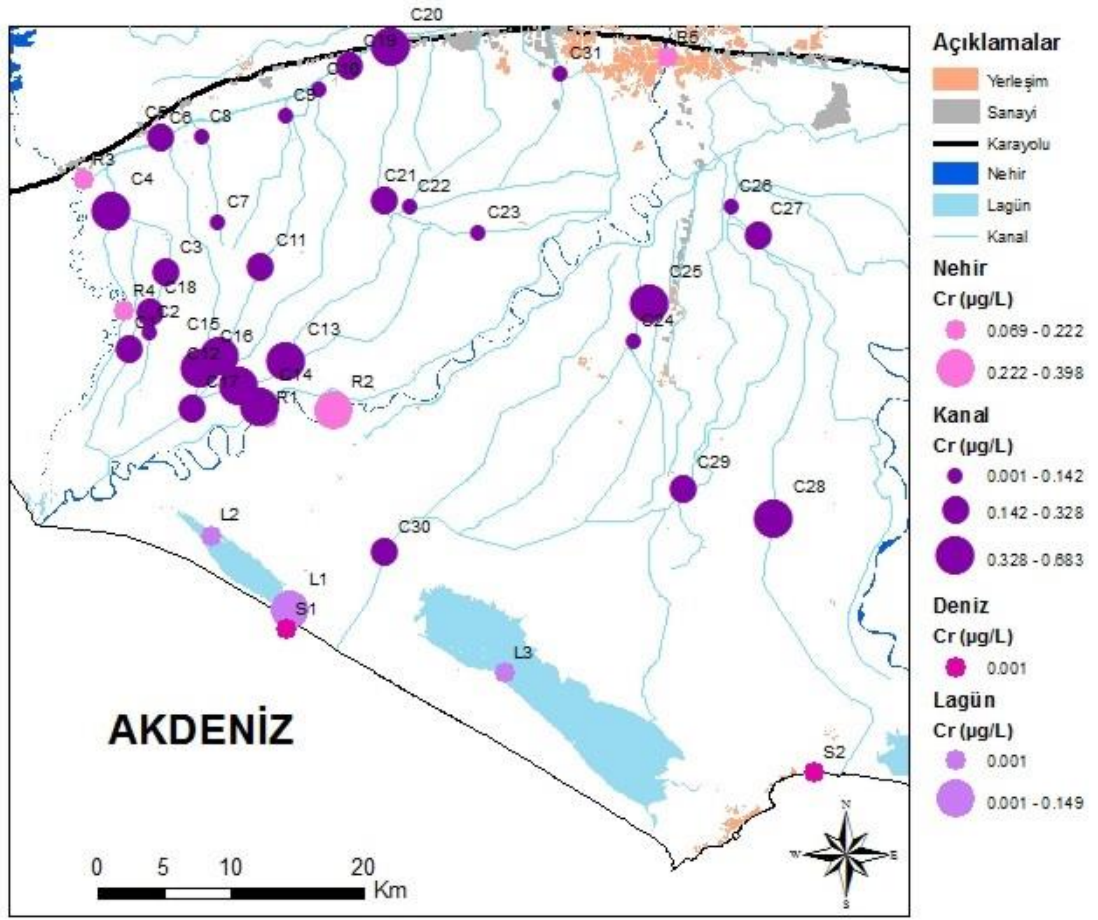 C20
C19
R5
C31
C10
C9
C5
C6
C8
R3
C4
C21
C22
C26
C7
C23
C27
C3
C11
C18
C25
R4
C2
C15
C16
C13
C24
C12
C14
C17
R2
R1
C29
C28
L2
C30
L1
S1
L3
AKDENİZ
S2
0 5 10 20
Km
N
W E
S
Açıklamalar
Yerleşim
Sanayi
Karayolu
Nehir
Lagün
Kanal
Nehir
Cr (µg/L)
0.069 - 0.222
0.222 - 0.398
Kanal
Cr (µg/L)
0.001 - 0.142
0.142 - 0.328
0.328 - 0.683
Deniz
Cr (µg/L)
0.001
Lagün
Cr (µg/L)
0.001
0.001 - 0.149